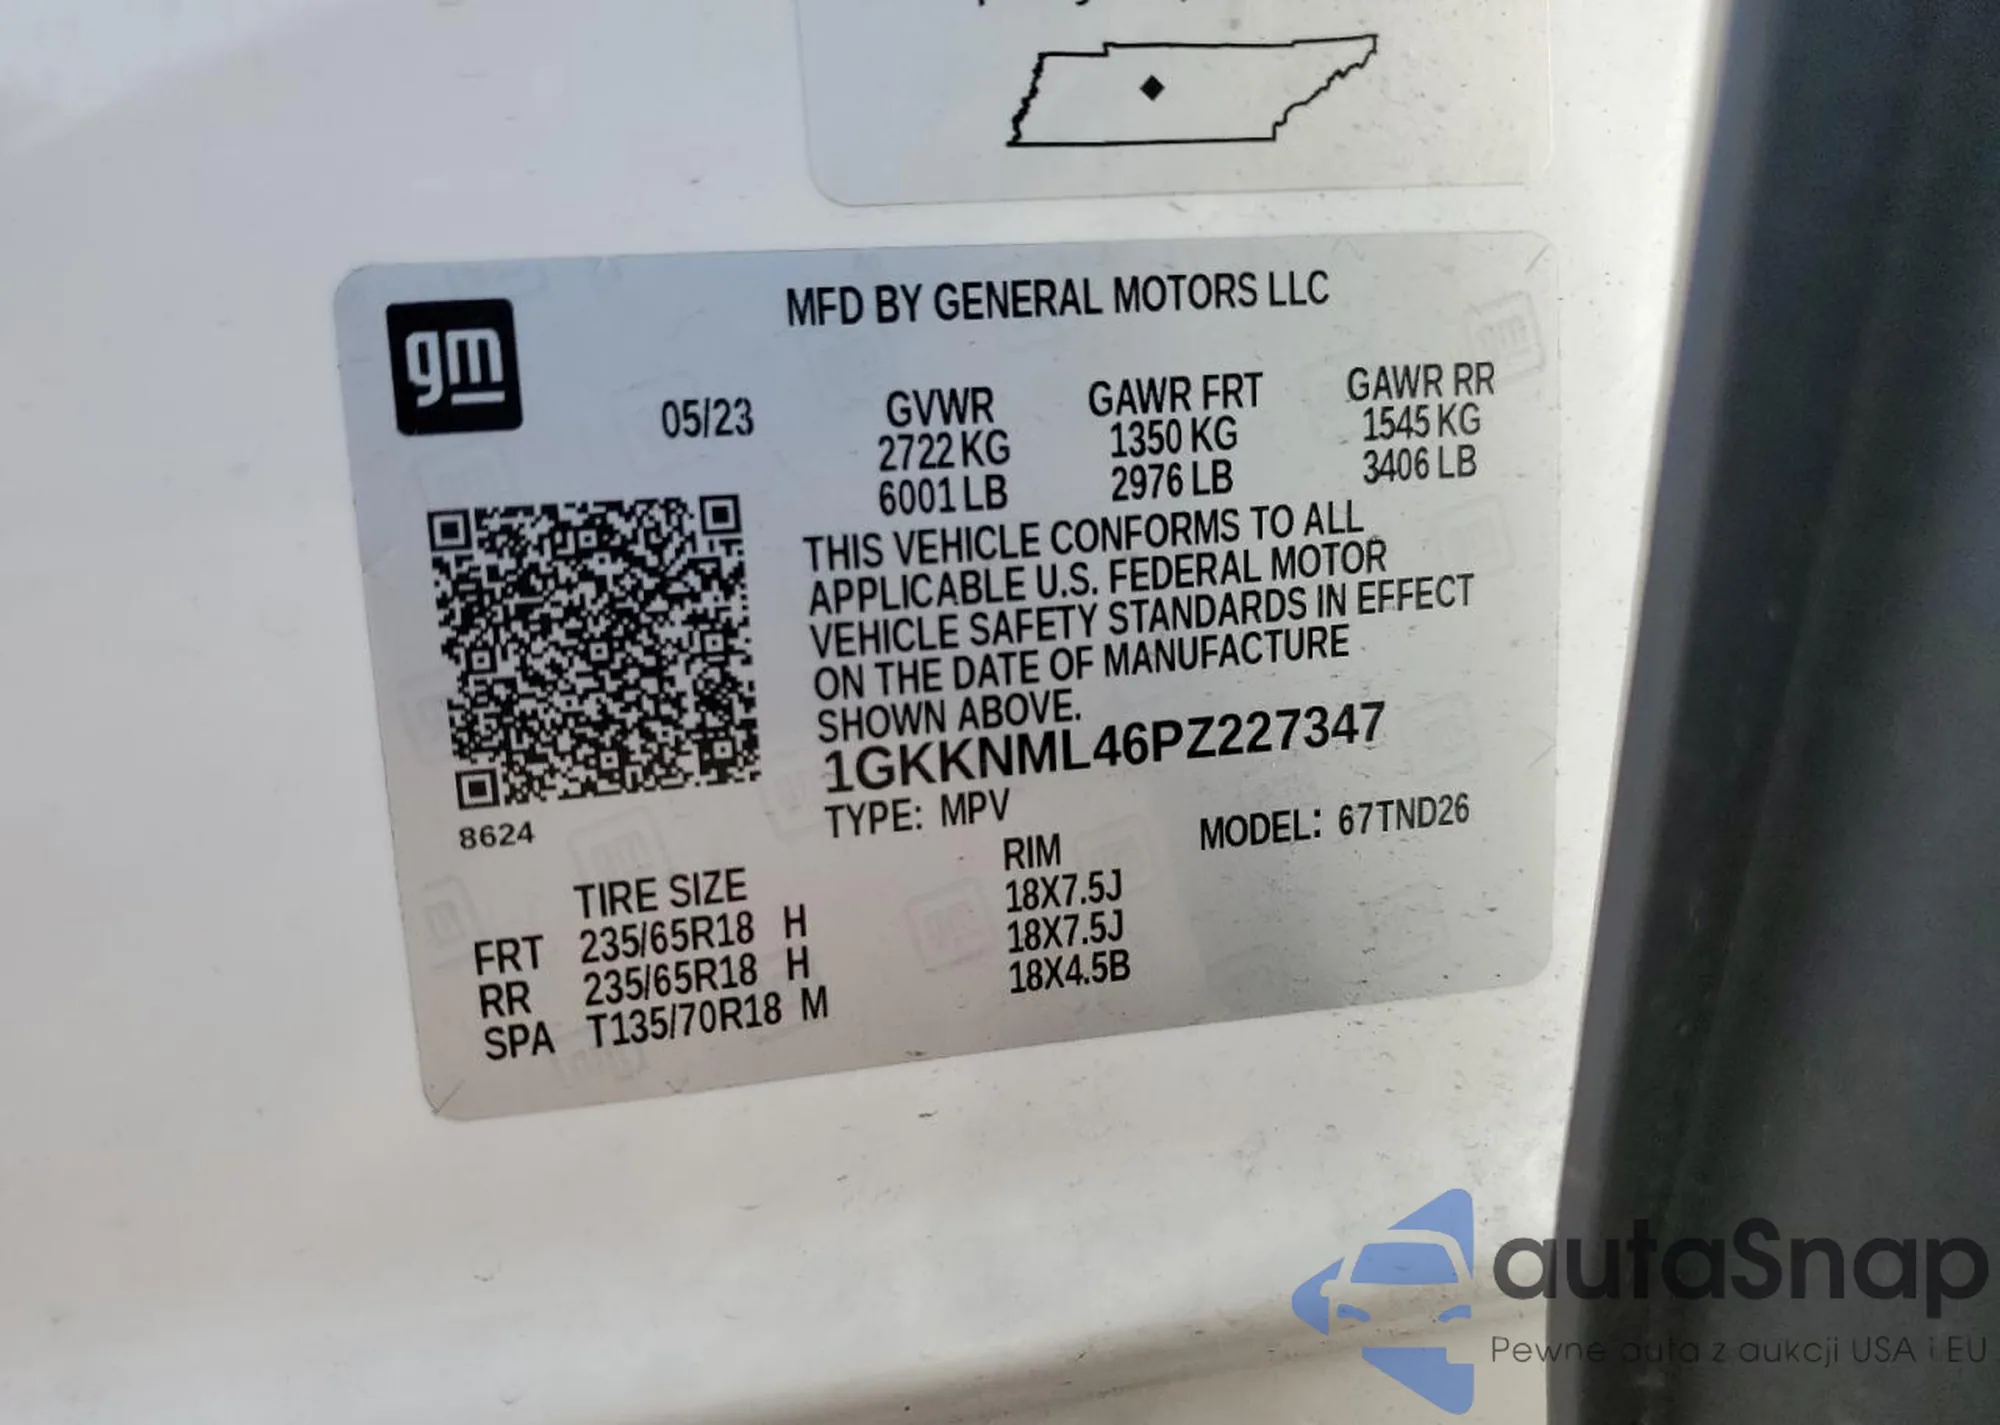 MFD BY GENERAL MOTORS LLC
gm
05/23
GVWR GAWR FRT GAWR RR
2722 KG 1350 KG 1545 KG
6001 LB 2976 LB 3406 LB
THIS VEHICLE CONFORMS TO ALL
APPLICABLE U.S. FEDERAL MOTOR
VEHICLE SAFETY STANDARDS IN EFFECT
ON THE DATE OF MANUFACTURE
SHOWN ABOVE.
1GKKNML46PZ227347
TYPE: MPV MODEL: 67TND26
8624
TIRE SIZE RIM
FRT 235/65R18 H 18X7.5J
RR 235/65R18 H 18X7.5J
SPA T135/70R18 M 18X4.5B
autaSnap
Pewne auta z aukcji USA i EU